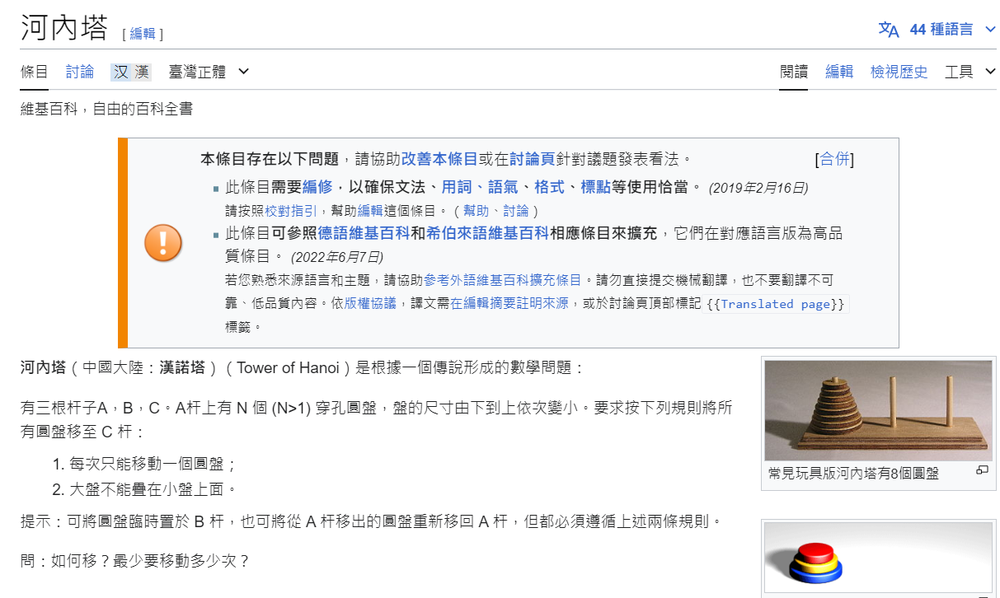 河內塔 [編輯]
文A 44 種語言
條目 討論 汉 漢 臺灣正體
閱讀 編輯 檢視歷史 工具
維基百科，自由的百科全書
本條目存在以下問題，請協助改善本條目或在討論頁針對議題發表看法。 [合併]
此條目需要編修，以確保文法、用詞、語氣、格式、標點等使用恰當。 (2019年2月16日)
請按照校對指引，幫助編輯這個條目。（幫助、討論）
此條目可參照德語維基百科和希伯來語維基百科相應條目來擴充，它們在對應語言版為高品
質條目。 (2022年6月7日)
若您熟悉來源語言和主題，請協助參考外語維基百科擴充條目。請勿直接提交機械翻譯，也不要翻譯不可
靠、低品質內容。依版權協議，譯文需在編輯摘要註明來源，或於討論頁頂部標記{{Translated page}}
標籤。
河內塔（中國大陸：漢諾塔）（Tower of Hanoi）是根據一個傳說形成的數學問題：
有三根杆子A，B，C。A杆上有 N 個 (N>1) 穿孔圓盤，盤的尺寸由下到上依次變小。要求按下列規則將所
有圓盤移至 C 杆：
1. 每次只能移動一個圓盤；
2. 大盤不能疊在小盤上面。
提示：可將圓盤臨時置於 B 杆，也可將從 A 杆移出的圓盤重新移回 A 杆，但都必須遵循上述兩條規則。
問：如何移？最少要移動多少次？
常見玩具版河內塔有8個圓盤